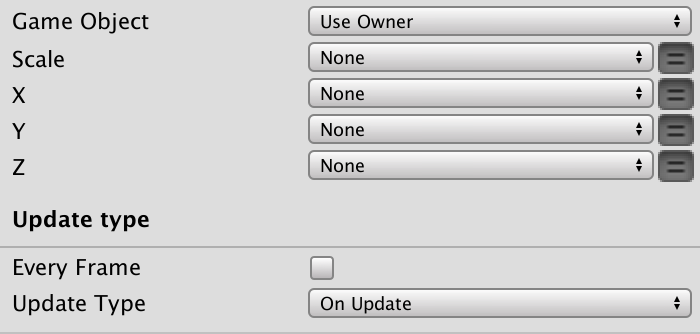 Game Object Use Owner
Scale None
X None
Y None
Z None
Update type
Every Frame
Update Type On Update